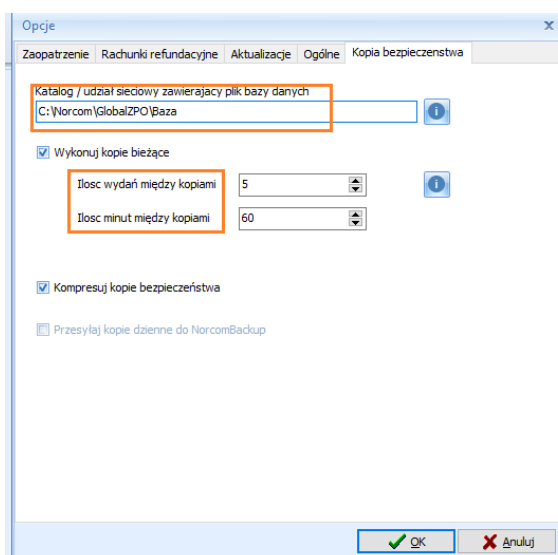 Opcje x
Zaopatrzenie Rachunki refundacyjne Aktualizacje Ogólne Kopia bezpieczenstwa
Katalog / udział sieciowy zawierajacy plik bazy danych
C:\Norcom\GlobalZPO\Baza
Wykonuj kopie bieżące
Ilosc wydań między kopiami 5
Ilosc minut między kopiami 60
Kompresuj kopie bezpieczeństwa
Przesyłaj kopie dzienne do NorcomBackup
OK Anuluj